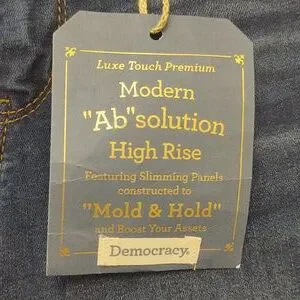 Luxe Touch Premium
Modern
"Ab"solution
High Rise
Featuring Slimming Panels
constructed to
"Mold & Hold"
and Boost Your Assets
Democracy.